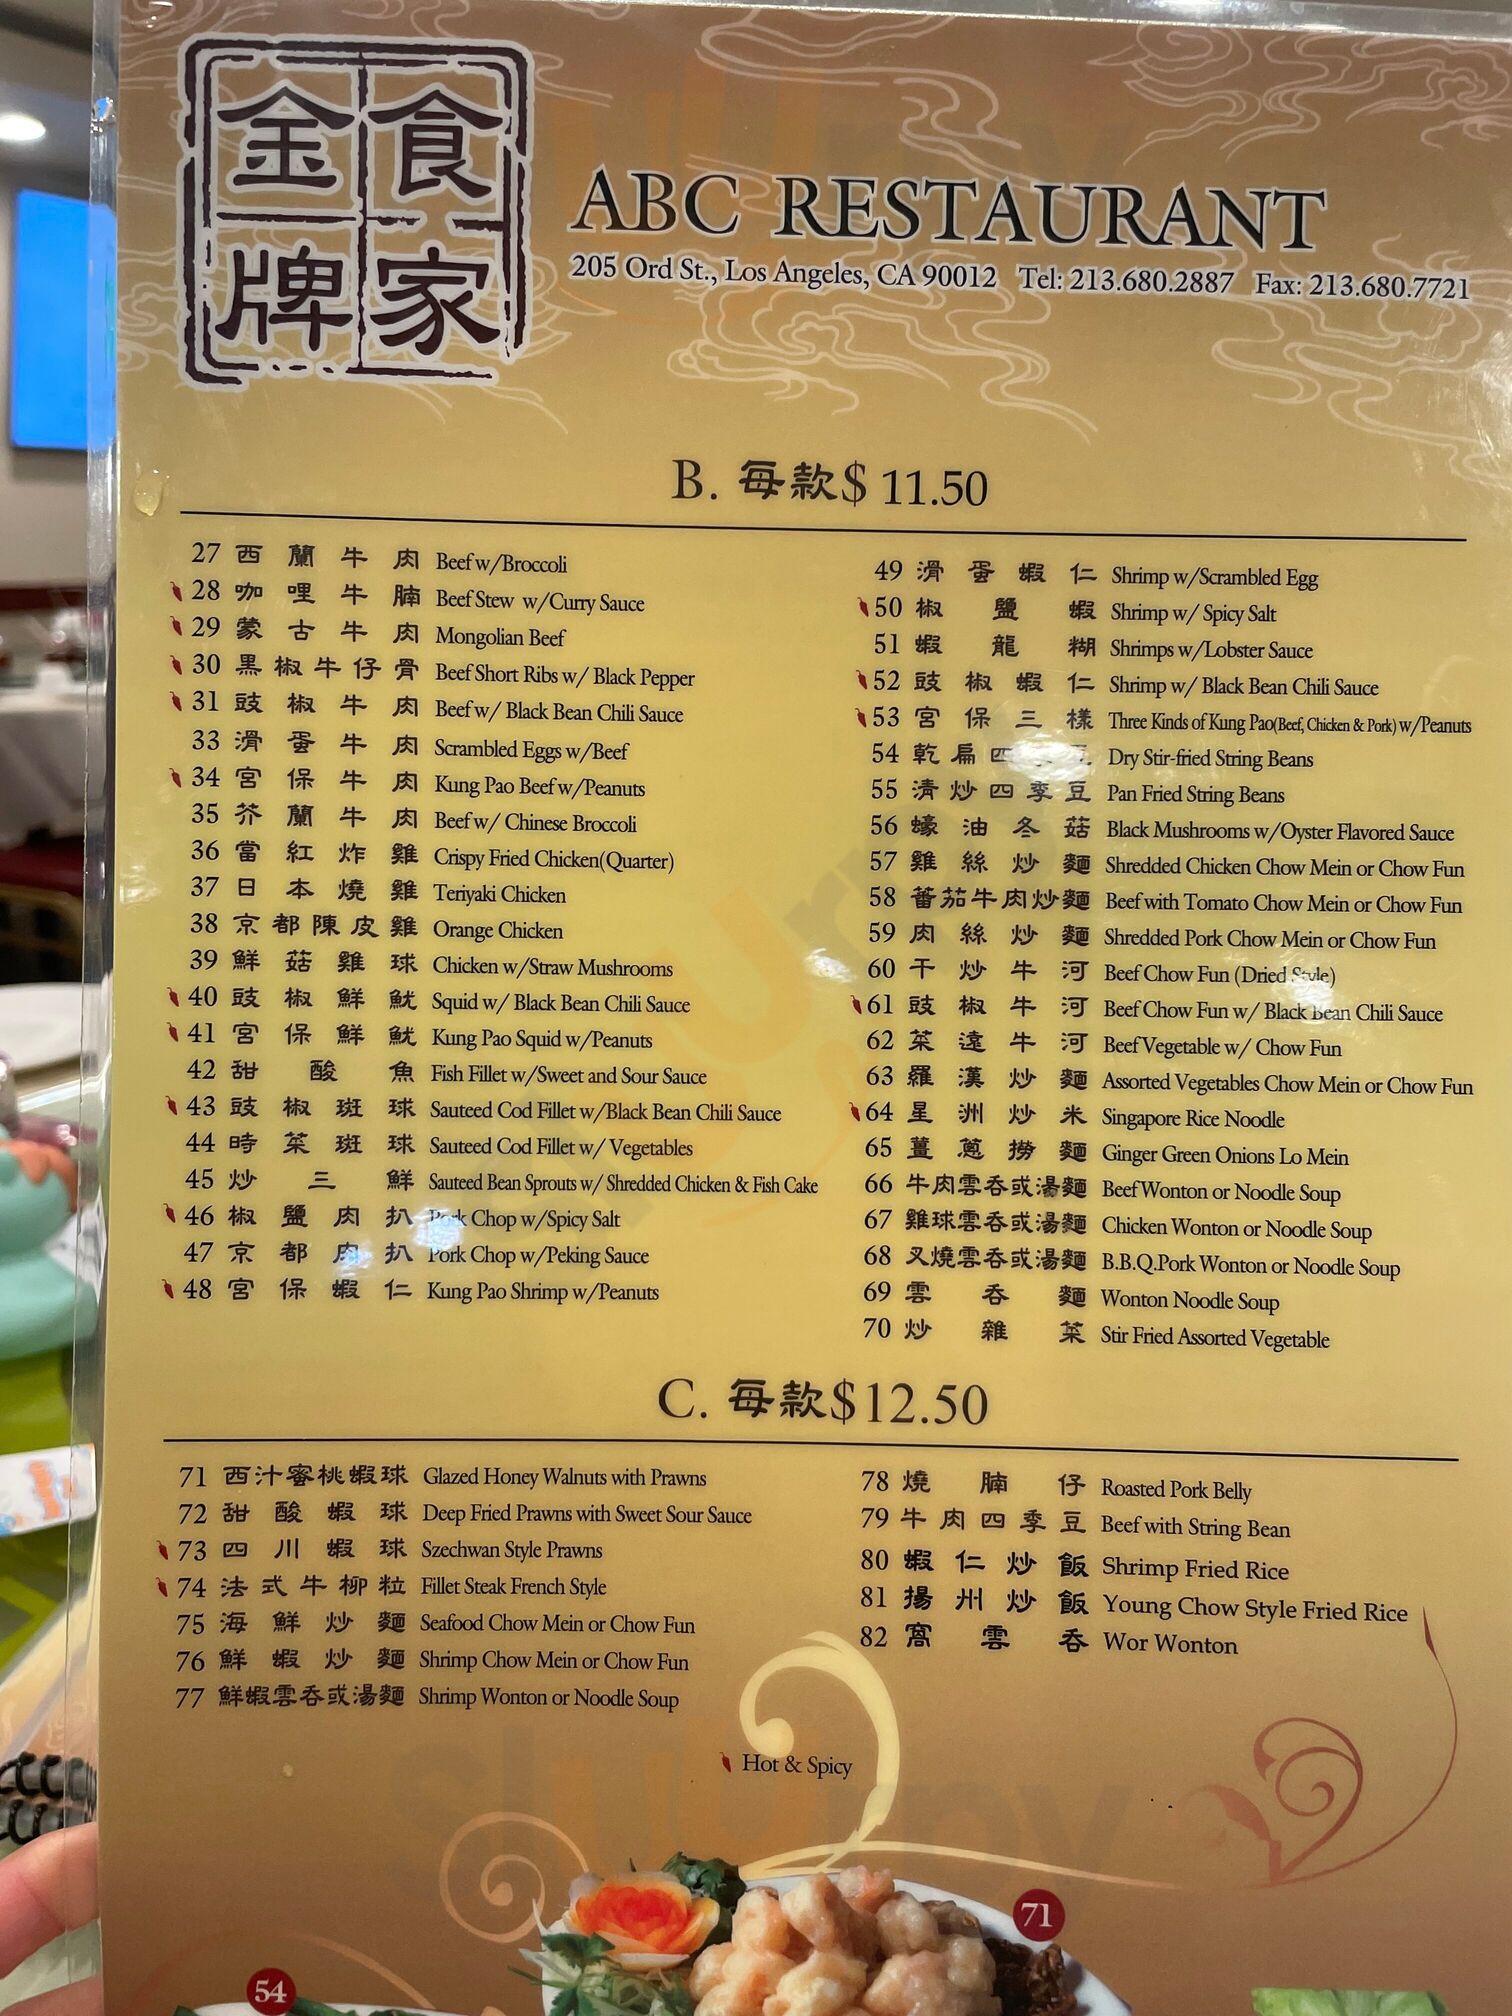 金食
牌家
ABC RESTAURANT
205 Ord St., Los Angeles, CA 90012 Tel: 213.680.2887 Fax: 213.680.7721
B. 每款$ 11.50
27 西蘭牛肉 Beef w/Broccoli
28 咖哩牛腩 Beef Stew w/Curry Sauce
29 蒙古牛肉 Mongolian Beef
30 黑椒牛仔骨 Beef Short Ribs w/ Black Pepper
31 豉椒牛肉 Beef w/ Black Bean Chili Sauce
33 滑蛋牛肉 Scrambled Eggs w/Beef
34 宮保牛肉 Kung Pao Beef w/Peanuts
35 芥蘭牛肉 Beef w/ Chinese Broccoli
36 當紅炸雞 Crispy Fried Chicken(Quarter)
37 日本燒雞 Teriyaki Chicken
38 京都陳皮雞 Orange Chicken
39 鮮菇雞球 Chicken w/Straw Mushrooms
40 豉椒鮮魷 Squid w/ Black Bean Chili Sauce
41 宮保鮮魷 Kung Pao Squid w/Peanuts
42 甜酸魚 Fish Fillet w/Sweet and Sour Sauce
43 豉椒斑球 Sauteed Cod Fillet w/Black Bean Chili Sauce
44 時菜斑球 Sauteed Cod Fillet w/ Vegetables
45 炒三鮮 Sauteed Bean Sprouts w/ Shredded Chicken & Fish Cake
46 椒鹽肉扒 Pork Chop w/Spicy Salt
47 京都肉扒 Pork Chop w/Peking Sauce
48 宮保蝦仁 Kung Pao Shrimp w/Peanuts
49 滑蛋蝦仁 Shrimp w/Scrambled Egg
50 椒鹽蝦 Shrimp w/ Spicy Salt
51 蝦龍糊 Shrimps w/Lobster Sauce
52 豉椒蝦仁 Shrimp w/ Black Bean Chili Sauce
53 宮保三樣 Three Kinds of Kung Pao(Beef, Chicken & Pork) w/Peanuts
54 乾扁四豆 Dry Stir-fried String Beans
55 清炒四季豆 Pan Fried String Beans
56 蠔油冬菇 Black Mushrooms w/Oyster Flavored Sauce
57 雞絲炒麵 Shredded Chicken Chow Mein or Chow Fun
58 蕃茄牛肉炒麵 Beef with Tomato Chow Mein or Chow Fun
59 肉絲炒麵 Shredded Pork Chow Mein or Chow Fun
60 干炒牛河 Beef Chow Fun (Dried Style)
61 豉椒牛河 Beef Chow Fun w/ Black Bean Chili Sauce
62 菜遠牛河 Beef Vegetable w/ Chow Fun
63 羅漢炒麵 Assorted Vegetables Chow Mein or Chow Fun
64 星洲炒米 Singapore Rice Noodle
65 薑蔥撈麵 Ginger Green Onions Lo Mein
66 牛肉雲吞或湯麵 Beef Wonton or Noodle Soup
67 雞球雲吞或湯麵 Chicken Wonton or Noodle Soup
68 叉燒雲吞或湯麵 B.B.Q.Pork Wonton or Noodle Soup
69 雲吞麵 Wonton Noodle Soup
70 炒雜菜 Stir Fried Assorted Vegetable
C. 每款$12.50
71 西汁蜜桃蝦球 Glazed Honey Walnuts with Prawns
72 甜酸蝦球 Deep Fried Prawns with Sweet Sour Sauce
73 四川蝦球 Szechwan Style Prawns
74 法式牛柳粒 Fillet Steak French Style
75 海鮮炒麵 Seafood Chow Mein or Chow Fun
76 鮮蝦炒麵 Shrimp Chow Mein or Chow Fun
77 鮮蝦雲吞或湯麵 Shrimp Wonton or Noodle Soup
78 燒腩仔 Roasted Pork Belly
79 牛肉四季豆 Beef with String Bean
80 蝦仁炒飯 Shrimp Fried Rice
81 揚州炒飯 Young Chow Style Fried Rice
82 窩雲吞 Wor Wonton
Hot & Spicy
71
54